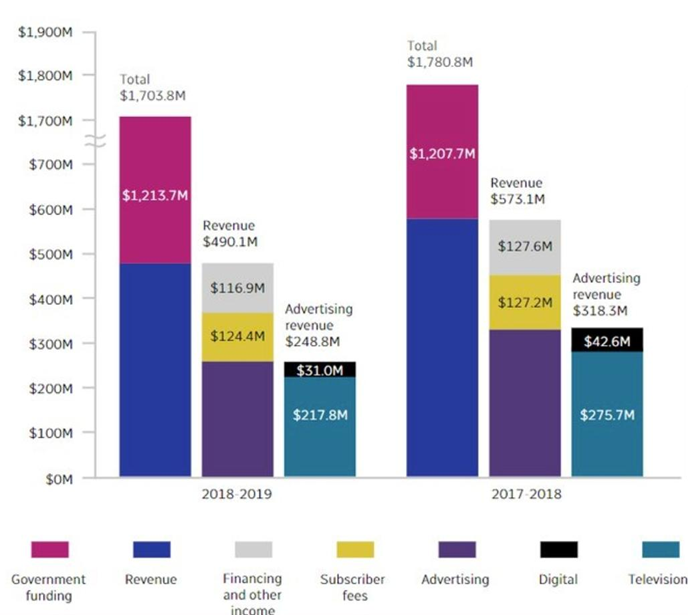 $1,900M
$1,800M
$1,700M
$700M
$600M
$500M
$400M
$300M
$200M
$100M
$0M
Total
$1,703.8M
$1,213.7M
Revenue
$490.1M
$116.9M
$124.4M
Advertising
revenue
$248.8M
$31.0M
$217.8M
2018-2019
Total
$1,780.8M
$1,207.7M
Revenue
$573.1M
$127.6M
$127.2M
Advertising
revenue
$318.3M
$42.6M
$275.7M
2017-2018
Government
funding
Revenue
Financing
and other
income
Subscriber
fees
Advertising
Digital
Television